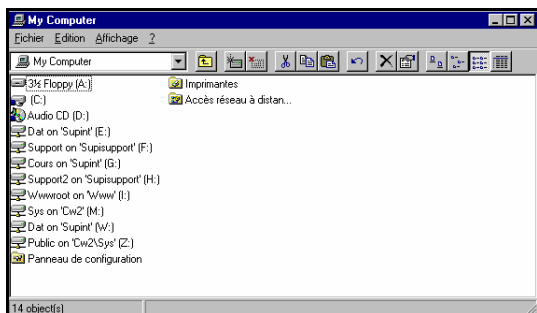 My Computer
Fichier Edition Affichage ?
My Computer
3½ Floppy (A:)
(C:)
Audio CD (D:)
Dat on 'Supint' (E:)
Support on 'Supisupport' (F:)
Cours on 'Supint' (G:)
Support2 on 'Supisupport' (H:)
Wwwroot on 'Www' (I:)
Sys on 'Cw2' (M:)
Dat on 'Supint' (W:)
Public on 'Cw2\Sys' (Z:)
Panneau de configuration
Imprimantes
Accès réseau à distan...
14 object(s)